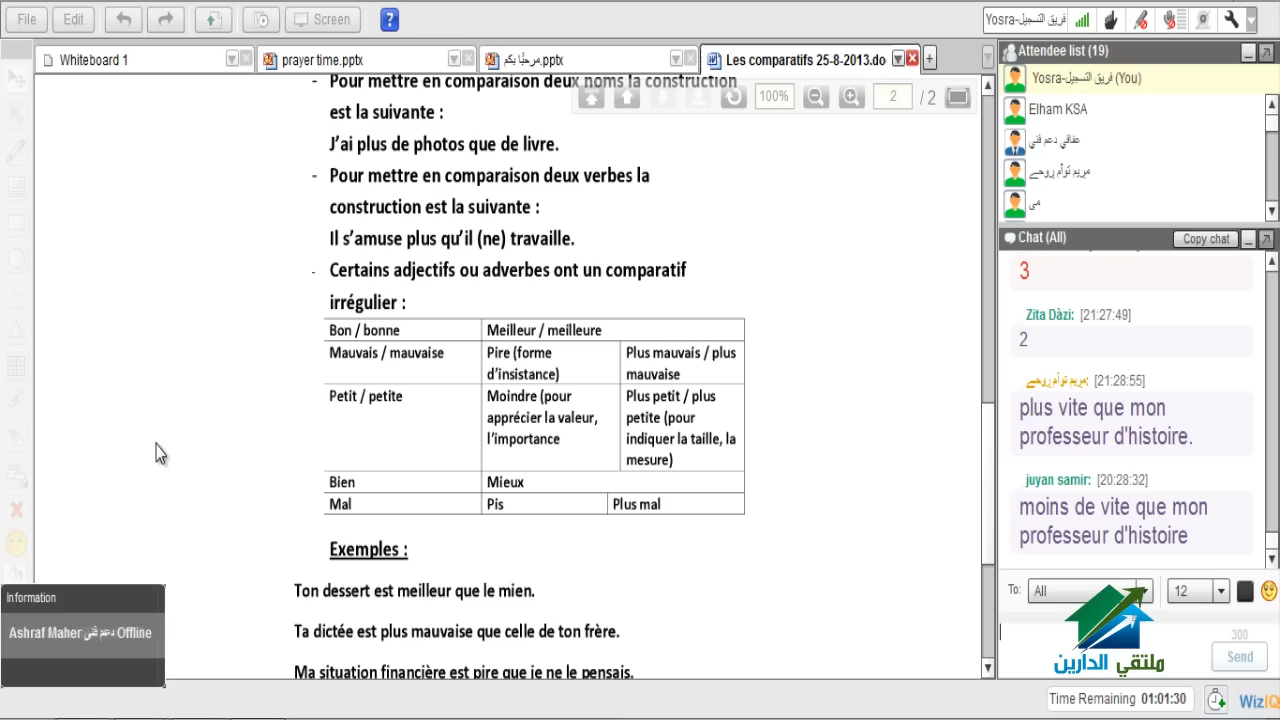 File Edit Screen ?
Yosra-فريق التسجيل
Whiteboard 1
prayer time.pptx
مرحبًا بكم.pptx
Les comparatifs 25-8-2013.do
+
100%
2 / 2
- Pour mettre en comparaison deux noms la construction
est la suivante :
J'ai plus de photos que de livre.
- Pour mettre en comparaison deux verbes la
construction est la suivante :
Il s'amuse plus qu'il (ne) travaille.
- Certains adjectifs ou adverbes ont un comparatif
irrégulier :
Bon / bonne Meilleur / meilleure
Mauvais / mauvaise Pire (forme Plus mauvais / plus
d'insistance) mauvaise
Petit / petite Moindre (pour Plus petit / plus
apprécier la valeur, petite (pour
l'importance indiquer la taille, la
mesure)
Bien Mieux
Mal Pis Plus mal
Exemples :
Ton dessert est meilleur que le mien.
Ta dictée est plus mauvaise que celle de ton frère.
Ma situation financière est pire que je ne le pensais.
Information
Ashraf Maher دعم فني Offline
Attendee list (19)
Yosra-فريق التسجيل (You)
Elham KSA
عفاقي دعم فني
مريم توأم روحے
مى
Chat (All)
Copy chat
3
Zita Dàzi: [21:27:49]
2
مريم توأم روحے: [21:28:55]
plus vite que mon
professeur d'histoire.
juyan samir: [20:28:32]
moins de vite que mon
professeur d'histoire
To: All 12
300
Send
ملتقي الدارين
Time Remaining 01:01:30
WizIQ